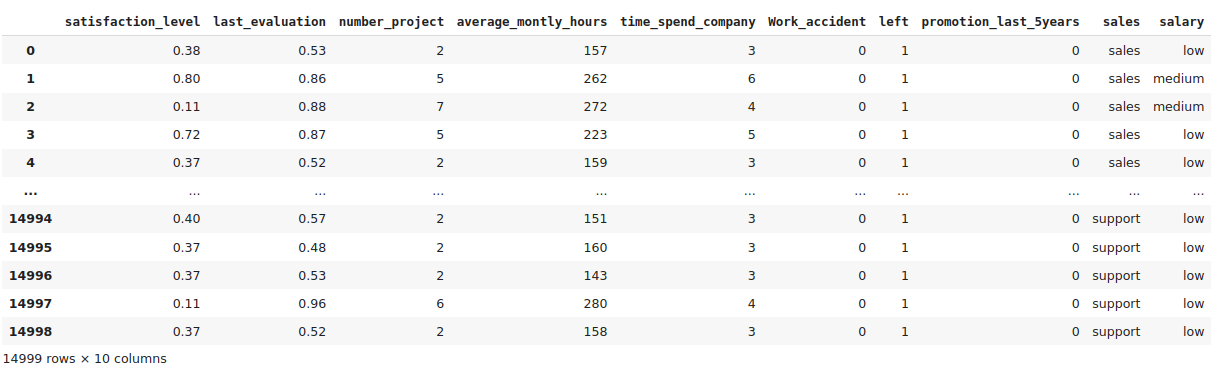 satisfaction_level last_evaluation number_project average_montly_hours time_spend_company Work_accident left promotion_last_5years sales salary
0 0.38 0.53 2 157 3 0 1 0 sales low
1 0.80 0.86 5 262 6 0 1 0 sales medium
2 0.11 0.88 7 272 4 0 1 0 sales medium
3 0.72 0.87 5 223 5 0 1 0 sales low
4 0.37 0.52 2 159 3 0 1 0 sales low
... ... ... ... ... ... ... ... ... ... ...
14994 0.40 0.57 2 151 3 0 1 0 support low
14995 0.37 0.48 2 160 3 0 1 0 support low
14996 0.37 0.53 2 143 3 0 1 0 support low
14997 0.11 0.96 6 280 4 0 1 0 support low
14998 0.37 0.52 2 158 3 0 1 0 support low
14999 rows × 10 columns